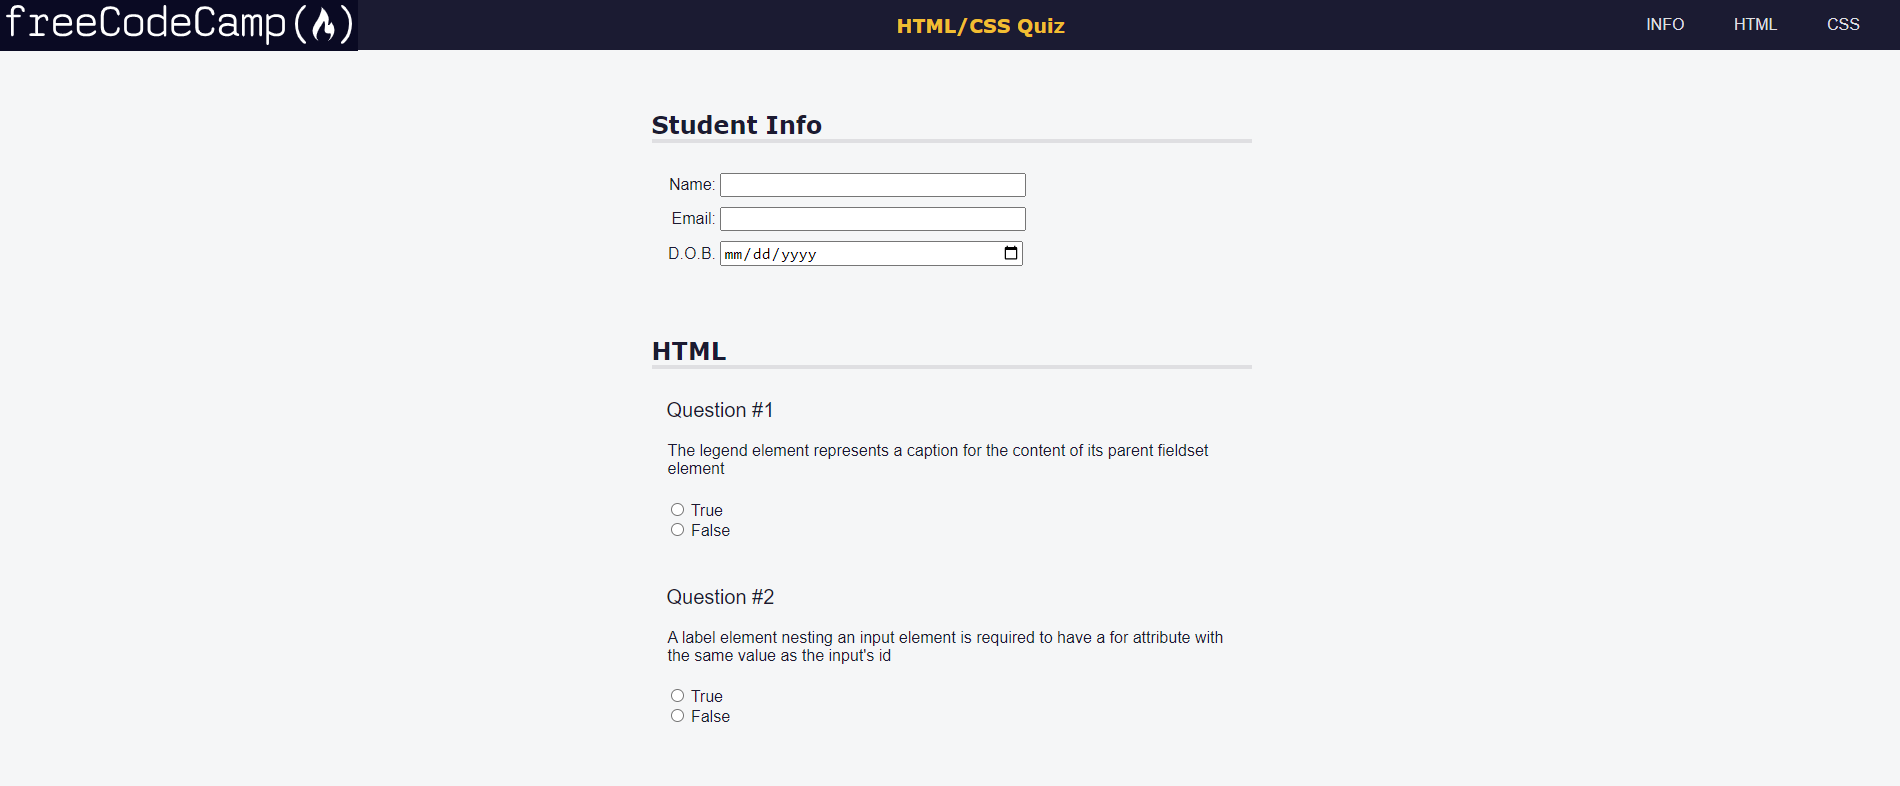 freeCodeCamp(🔥)
HTML/CSS Quiz
INFO
HTML
CSS
Student Info
Name:
Email:
D.O.B.
mm/dd/yyyy
HTML
Question #1
The legend element represents a caption for the content of its parent fieldset
element
True
False
Question #2
A label element nesting an input element is required to have a for attribute with
the same value as the input's id
True
False